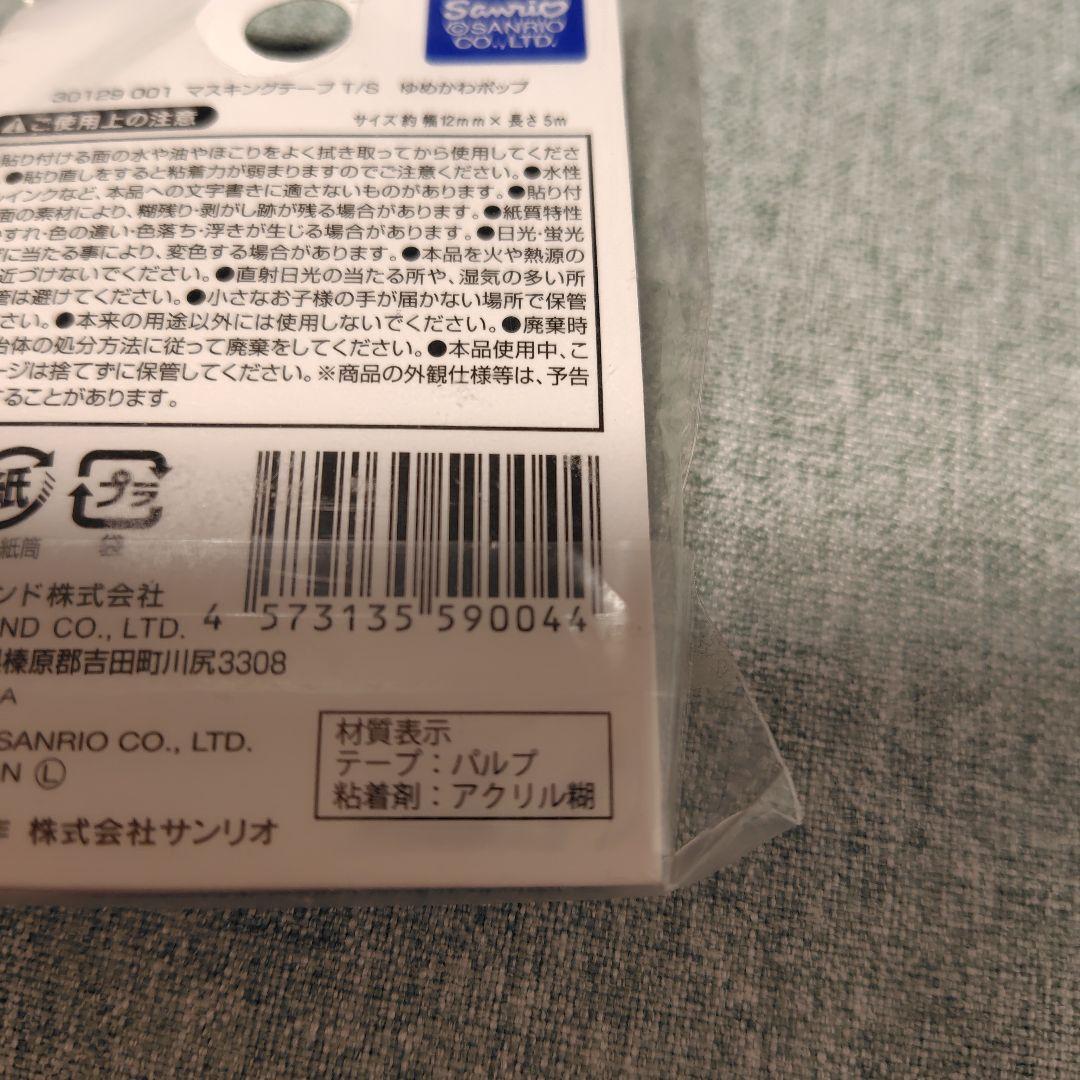 Sanrio
©SANRIO
CO., LTD.
30129 001 マスキングテープ T/S ゆめかわポップ
ご使用上の注意
サイズ 約 幅12mm×長さ5m
貼り付ける面の水や油やほこりをよく拭き取ってから使用してくださ
●貼り直しをすると粘着力が弱まりますのでご注意ください。●水性
インクなど、本品への文字書きに適さないものがあります。●貼り付
面の素材により、糊残り・剥がし跡が残る場合があります。●紙質特性
すれ・色の違い・色落ち・浮きが生じる場合があります。●日光・蛍光
に当たる事により、変色する場合があります。●本品を火や熱源の
近づけないでください。●直射日光の当たる所や、湿気の多い所
管は避けてください。●小さなお子様の手が届かない場所で保管
さい。●本来の用途以外には使用しないでください。●廃棄時
治体の処分方法に従って廃棄をしてください。●本品使用中、こ
ージは捨てずに保管してください。※商品の外観仕様等は、予告
することがあります。
紙 プラ
紙筒 袋
ンド株式会社
ND CO., LTD.
4 573135 590044
榛原郡吉田町川尻3308
A
SANRIO CO., LTD.
N Ⓛ
材質表示
テープ：パルプ
粘着剤：アクリル糊
株式会社サンリオ